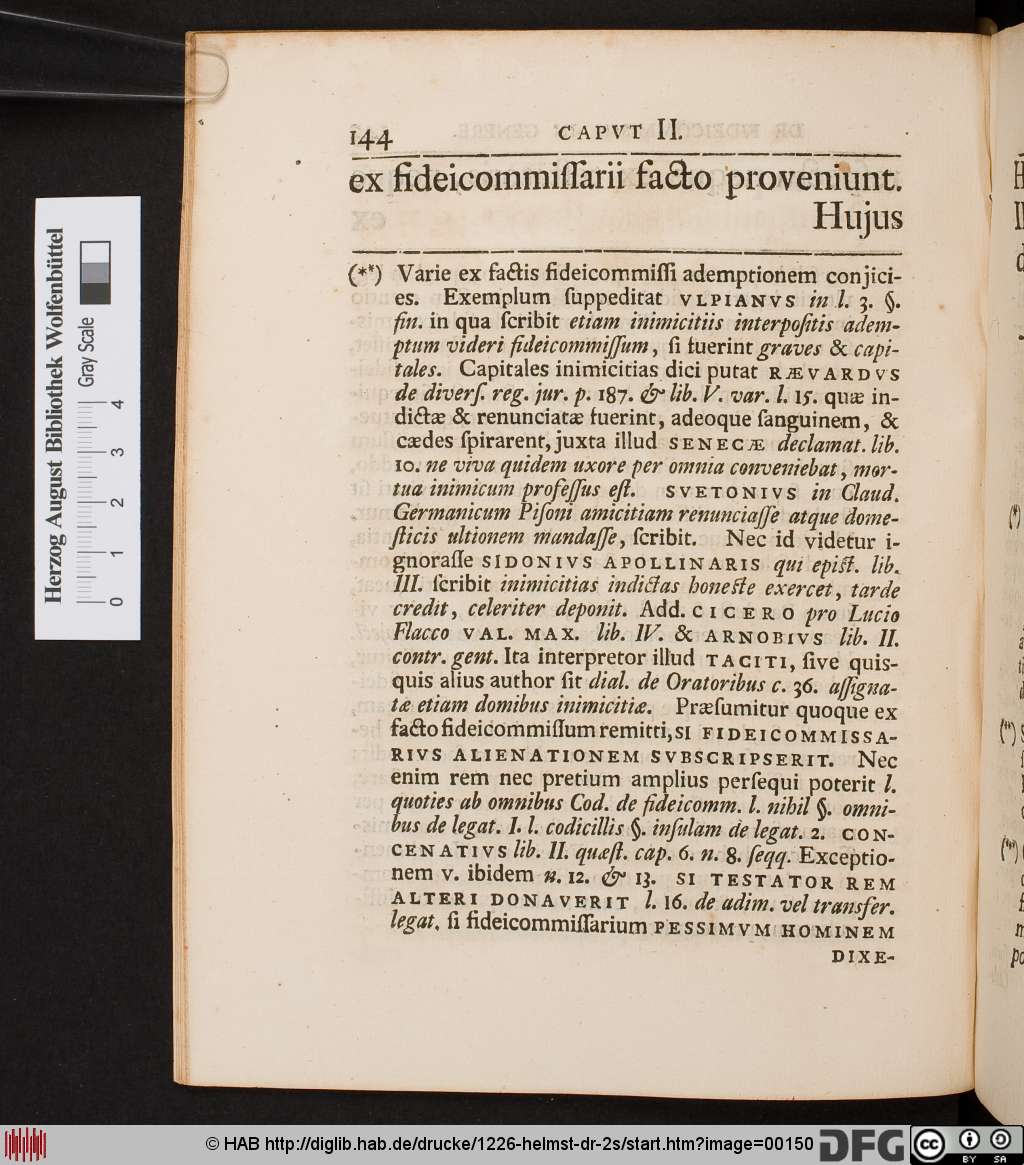 144 CAPVT II.
ex fideicommiſſarii facto proveniunt.
Hujus
(**) Varie ex factis fideicommiſſi ademptionem conjici-
es. Exemplum ſuppeditat VLPIANVS in l. 3. §.
fin. in qua ſcribit etiam inimicitiis interpoſitis adem-
ptum videri fideicommiſſum, ſi fuerint graves & capi-
tales. Capitales inimicitias dici putat RÆVARDVS
de diverſ. reg. jur. p. 187. & lib. V. var. l. 15. quæ in-
dictæ & renunciatæ fuerint, adeoque ſanguinem, &
cædes ſpirarent, juxta illud SENECÆ declamat. lib.
10. ne viva quidem uxore per omnia conveniebat, mor-
tua inimicum profeſſus eſt. SVETONIVS in Claud.
Germanicum Piſoni amicitiam renunciaſſe atque dome-
ſticis ultionem mandaſſe, ſcribit. Nec id videtur i-
gnoraſſe SIDONIVS APOLLINARIS qui epiſt. lib.
III. ſcribit inimicitias indictas honeſte exercet, tarde
credit, celeriter deponit. Add. CICERO pro Lucio
Flacco VAL. MAX. lib. IV. & ARNOBIVS lib. II.
contr. gent. Ita interpretor illud TACITI, ſive quis-
quis alius author ſit dial. de Oratoribus c. 36. aſſigna-
tæ etiam domibus inimicitiæ. Præſumitur quoque ex
facto fideicommiſſum remitti, SI FIDEICOMMISSA-
RIVS ALIENATIONEM SVBSCRIPSERIT. Nec
enim rem nec pretium amplius perſequi poterit l.
quoties ab omnibus Cod. de fideicomm. l. nihil §. omni-
bus de legat. I. l. codicillis §. inſulam de legat. 2. CON-
CENATIVS lib. II. quæſt. cap. 6. n. 8. ſeqq. Exceptio-
nem v. ibidem n. 12. & 13. SI TESTATOR REM
ALTERI DONAVERIT l. 16. de adim. vel transfer.
legat. ſi fideicommiſſarium PESSIMVM HOMINEM
DIXE-
Herzog August Bibliothek Wolfenbüttel
Gray Scale
0 1 2 3 4
© HAB http://diglib.hab.de/drucke/1226-helmst-dr-2s/start.htm?image=00150
DFG
cc BY SA